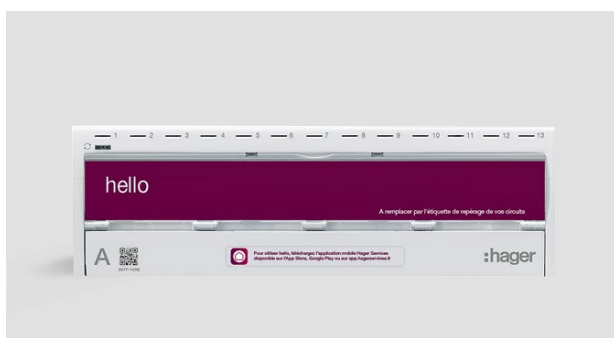 1 2 3 4 5 6 7 8 9 10 11 12 13
hello
A remplacer par l'étiquette de repérage de vos circuits
A
Pour utiliser hello, téléchargez l'application mobile Hager Services
disponible sur l'App Store, Google Play ou sur app.hagerservices.fr
:hager